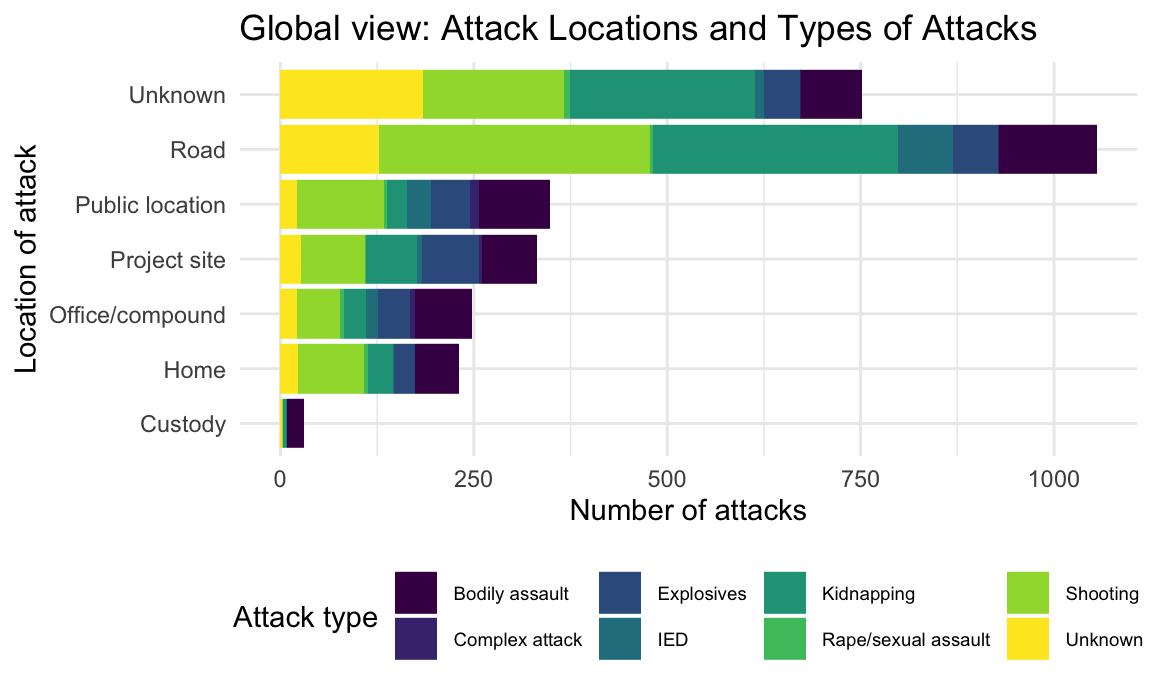 Global view: Attack Locations and Types of Attacks
Location of attack
Unknown
Road
Public location
Project site
Office/compound
Home
Custody
0 250 500 750 1000
Number of attacks
Attack type
Bodily assault Explosives Kidnapping Shooting
Complex attack IED Rape/sexual assault Unknown